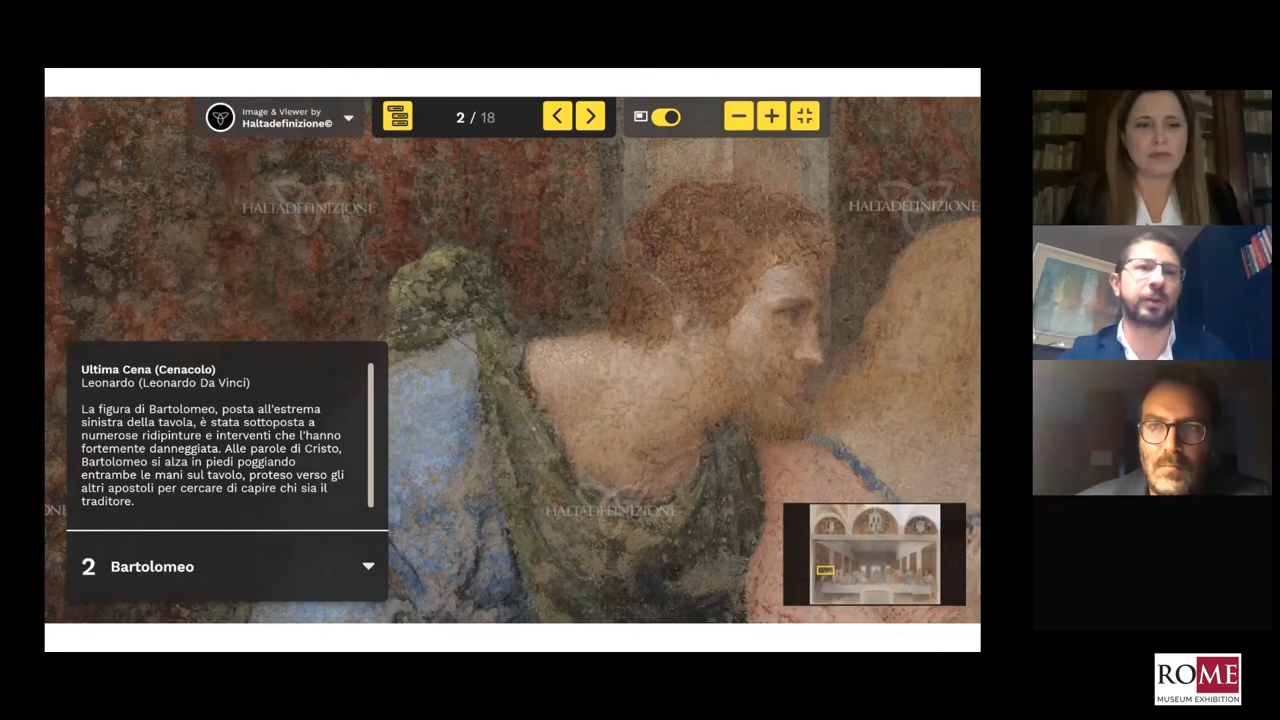 Image & Viewer by
Haltadefinizione©
2 / 18
HALTADEFINIZIONE
HALTADEFINIZIONE
Ultima Cena (Cenacolo)
Leonardo (Leonardo Da Vinci)
La figura di Bartolomeo, posta all'estrema
sinistra della tavola, è stata sottoposta a
numerose ridipinture e interventi che l'hanno
fortemente danneggiata. Alle parole di Cristo,
Bartolomeo si alza in piedi poggiando
entrambe le mani sul tavolo, proteso verso gli
altri apostoli per cercare di capire chi sia il
traditore.
HALTADEFINIZIONE
2 Bartolomeo
ROME
MUSEUM EXHIBITION